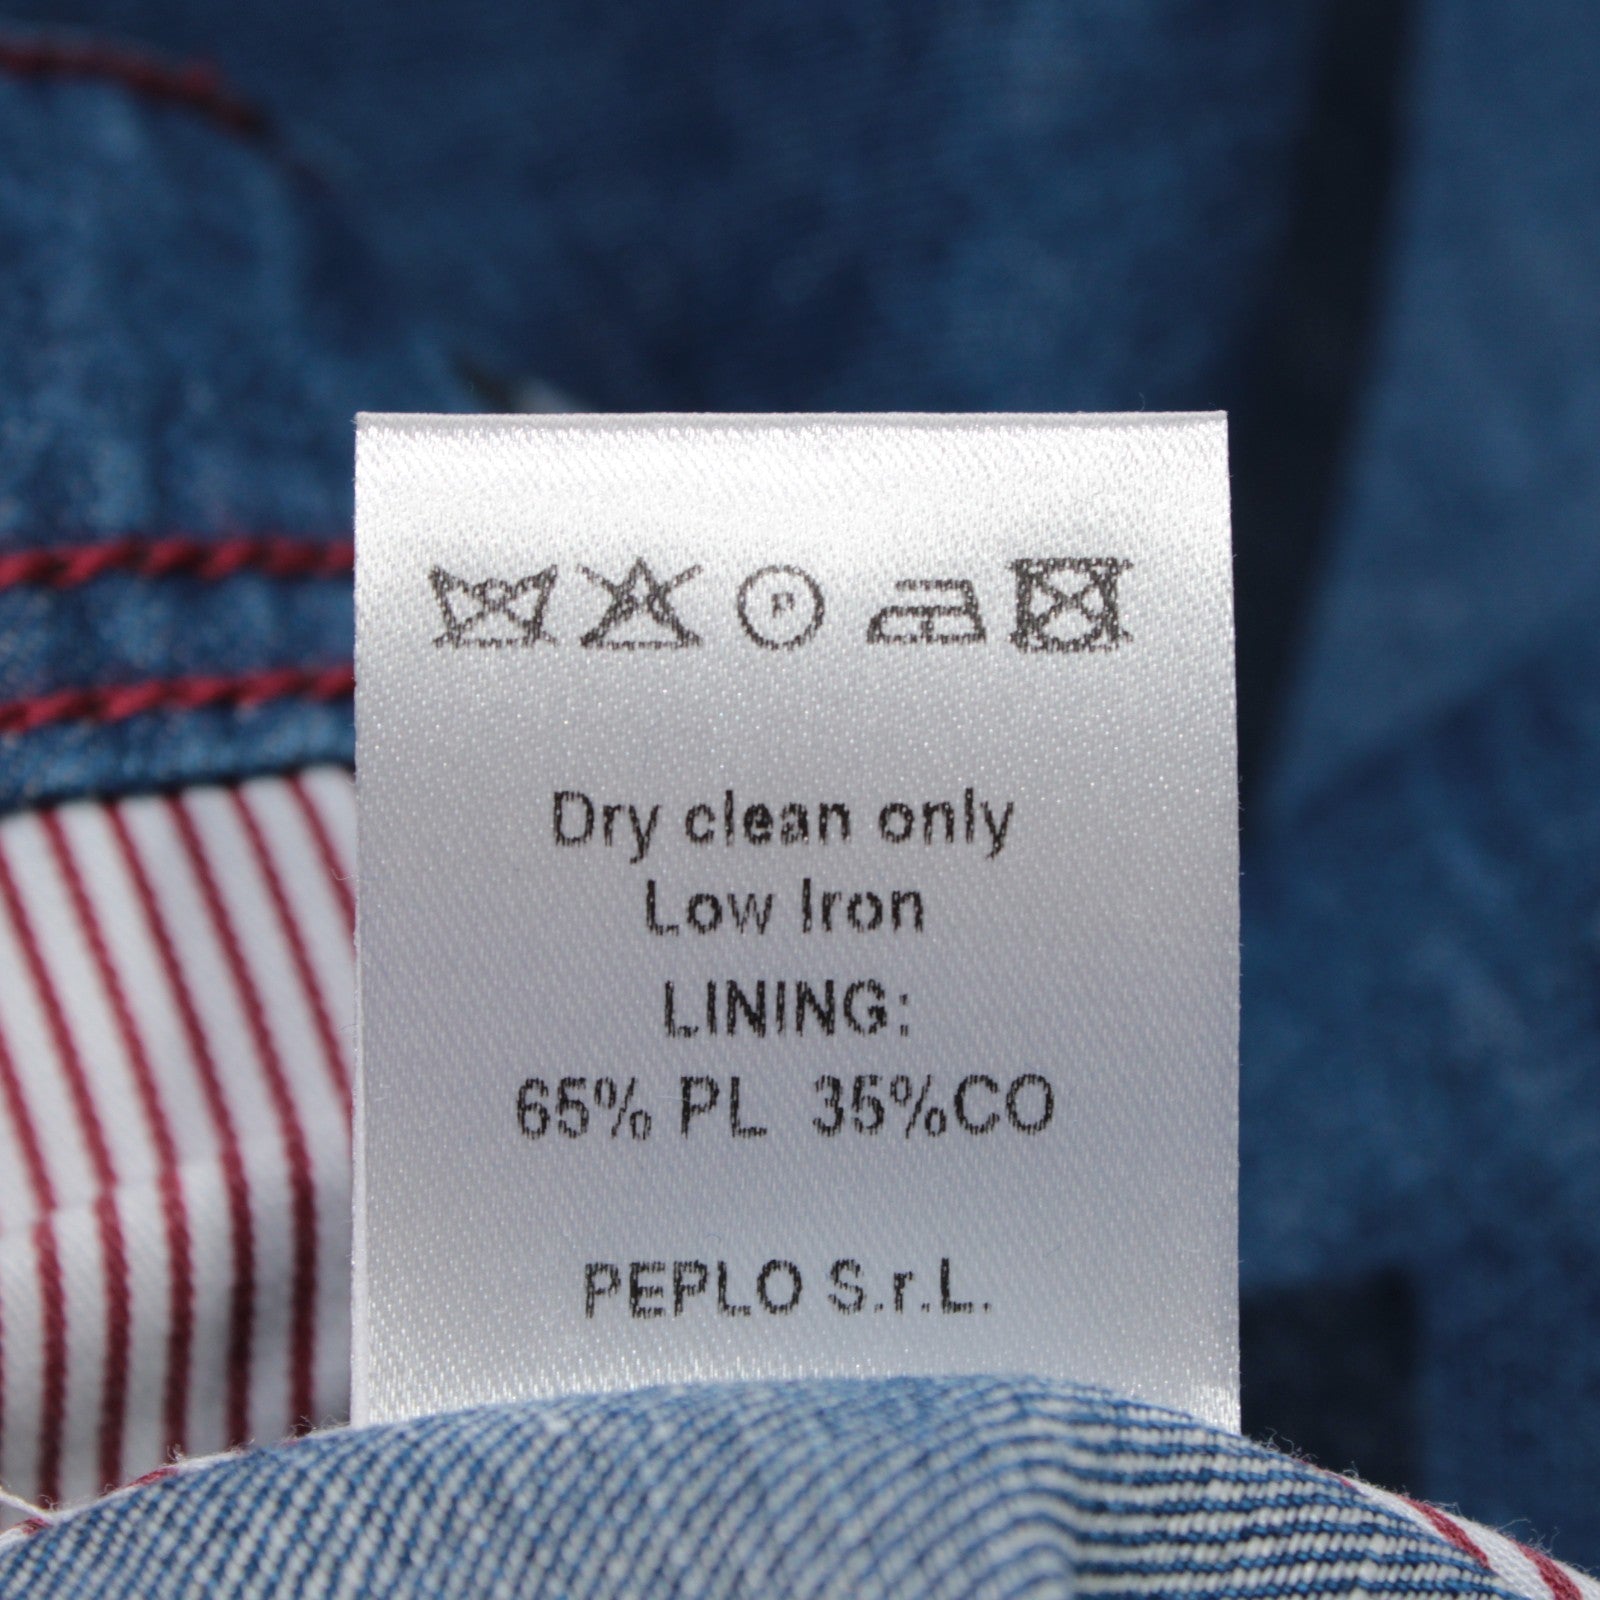 P
Dry clean only
Low Iron
LINING:
65% PL 35%CO
PEPLO S.r.L.